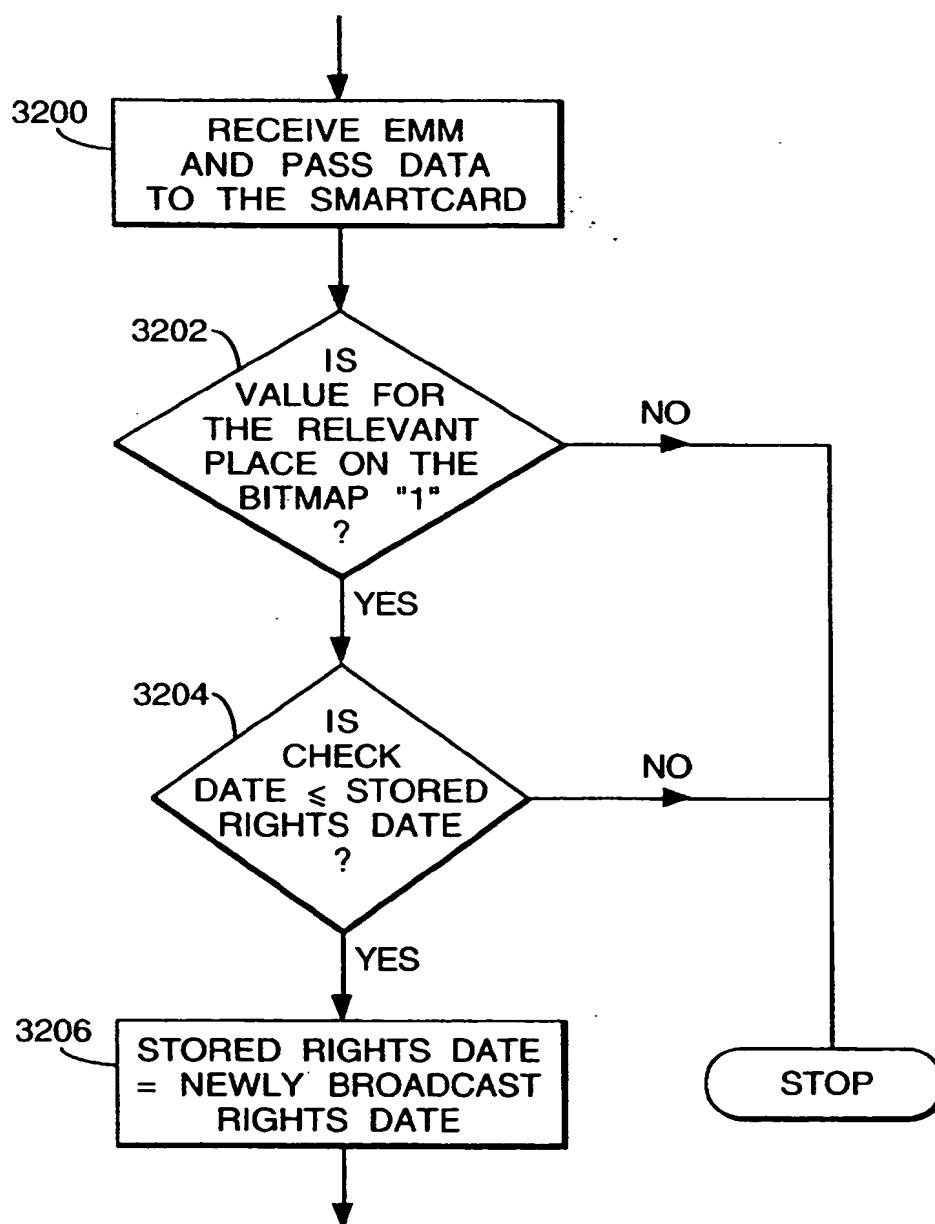 3200
RECEIVE EMM
AND PASS DATA
TO THE SMARTCARD
3202
IS
VALUE FOR
THE RELEVANT
PLACE ON THE
BITMAP "1"
?
NO
YES
3204
IS
CHECK
DATE ⩽ STORED
RIGHTS DATE
?
NO
YES
3206
STORED RIGHTS DATE
= NEWLY BROADCAST
RIGHTS DATE
STOP